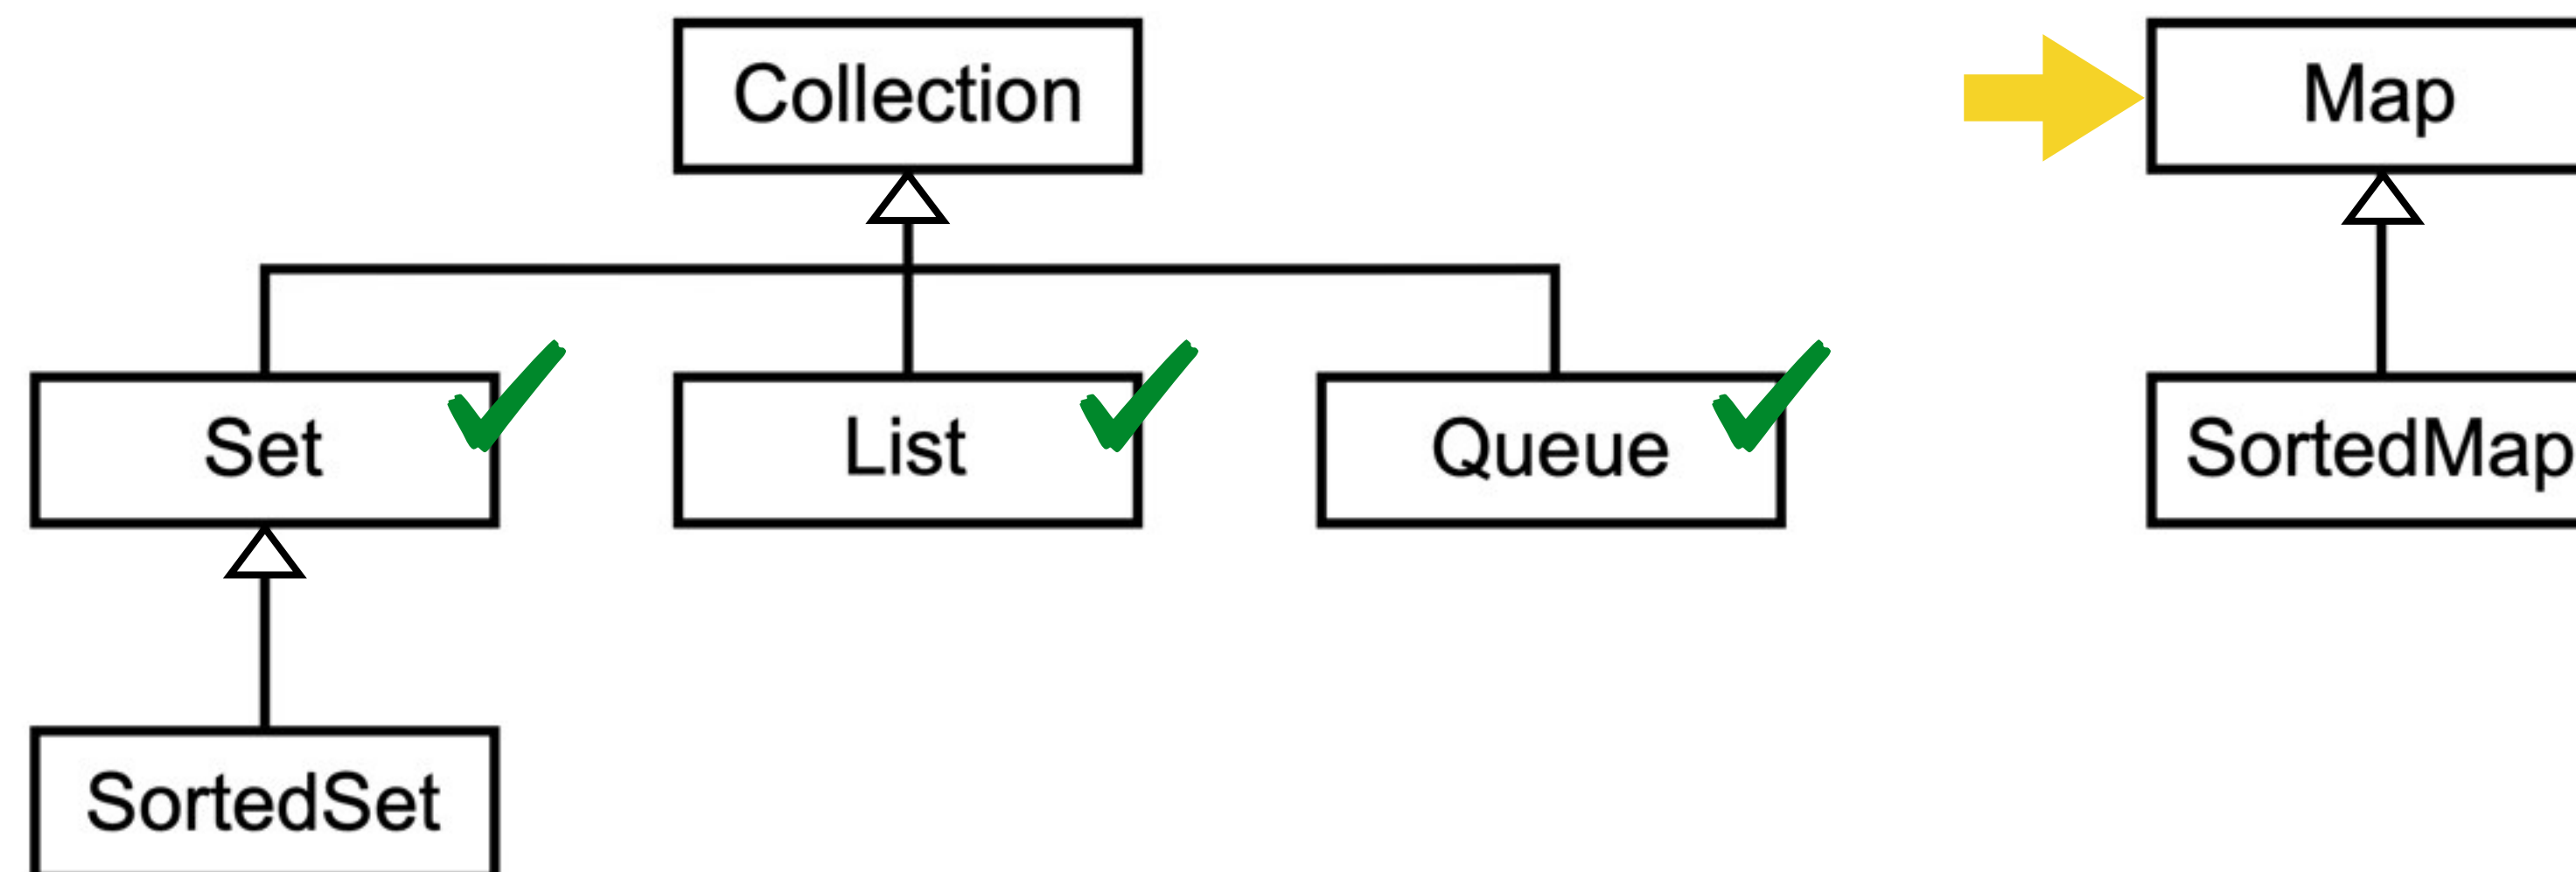 Collection
Map
Set
List
Queue
SortedMap
SortedSet